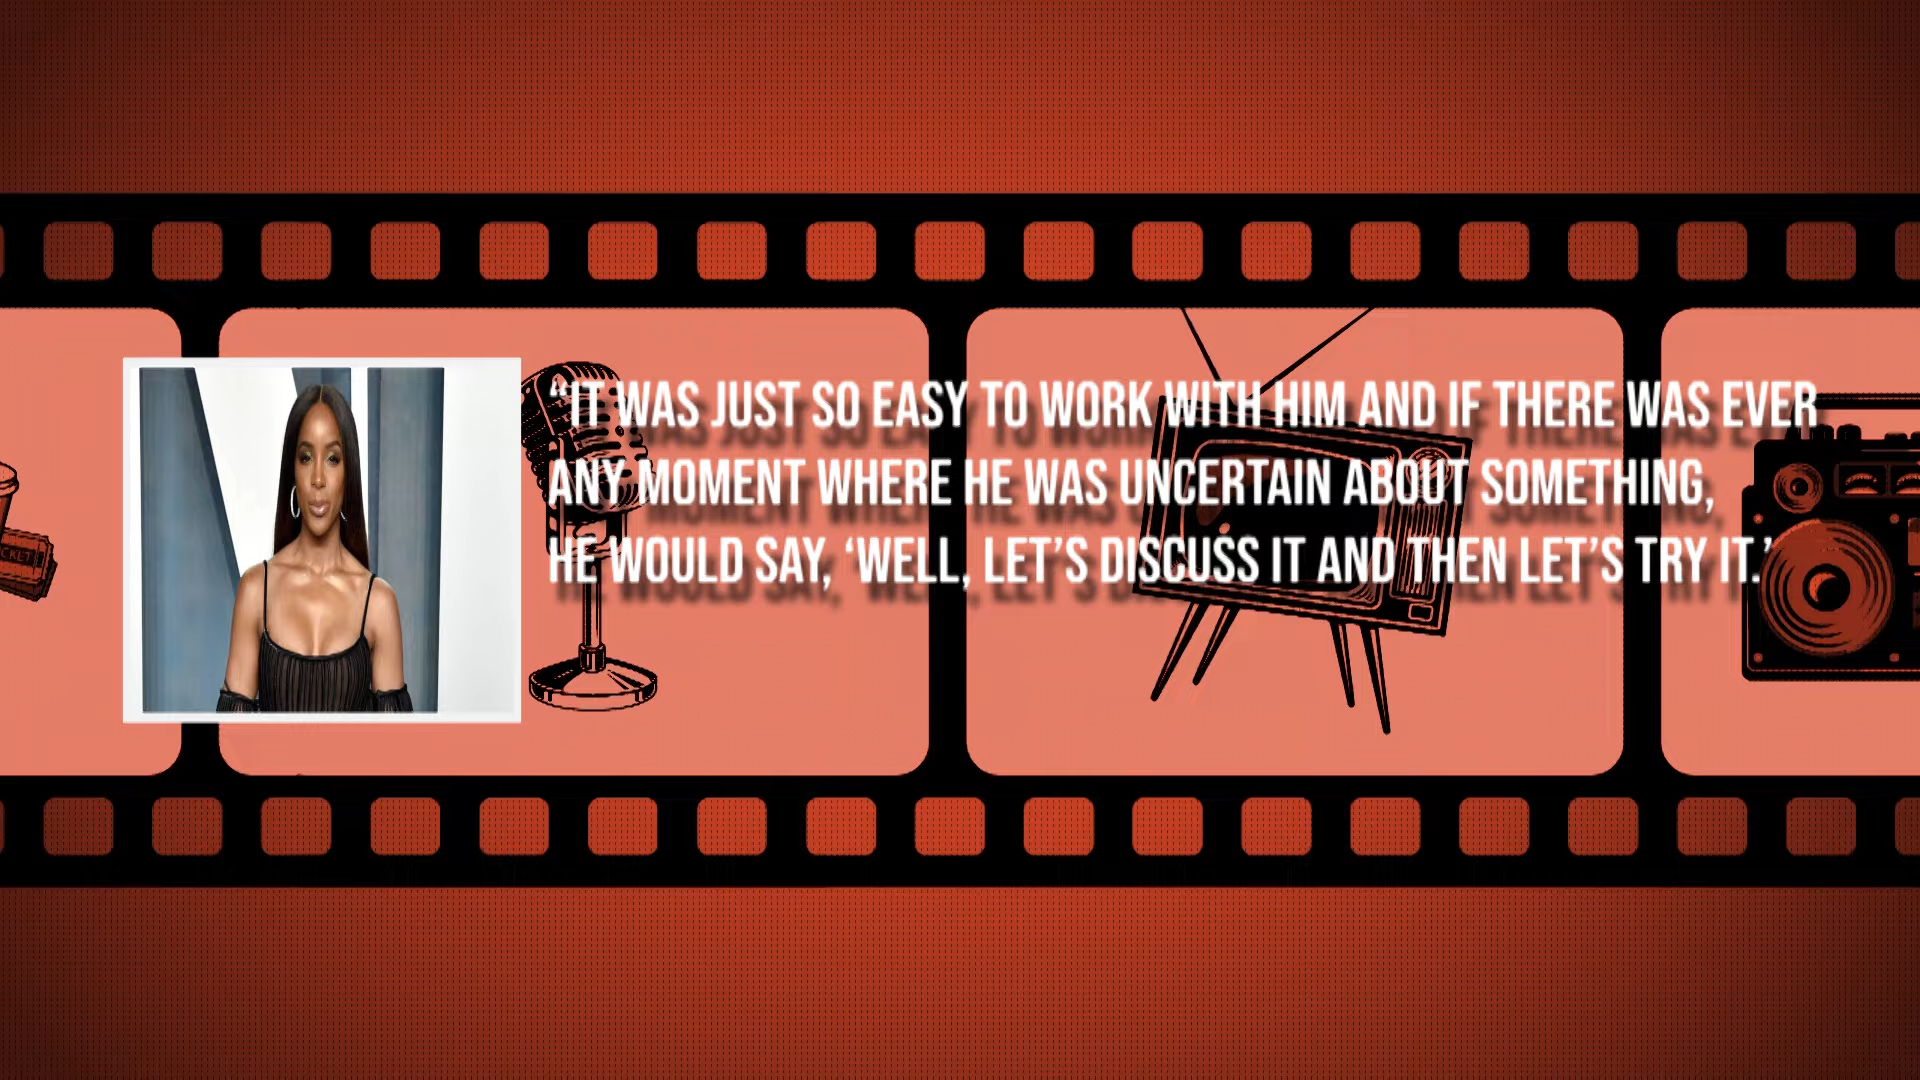 “IT WAS JUST SO EASY TO WORK WITH HIM AND IF THERE WAS EVER
ANY MOMENT WHERE HE WAS UNCERTAIN ABOUT SOMETHING,
HE WOULD SAY, ‘WELL, LET’S DISCUSS IT AND THEN LET’S TRY IT.’